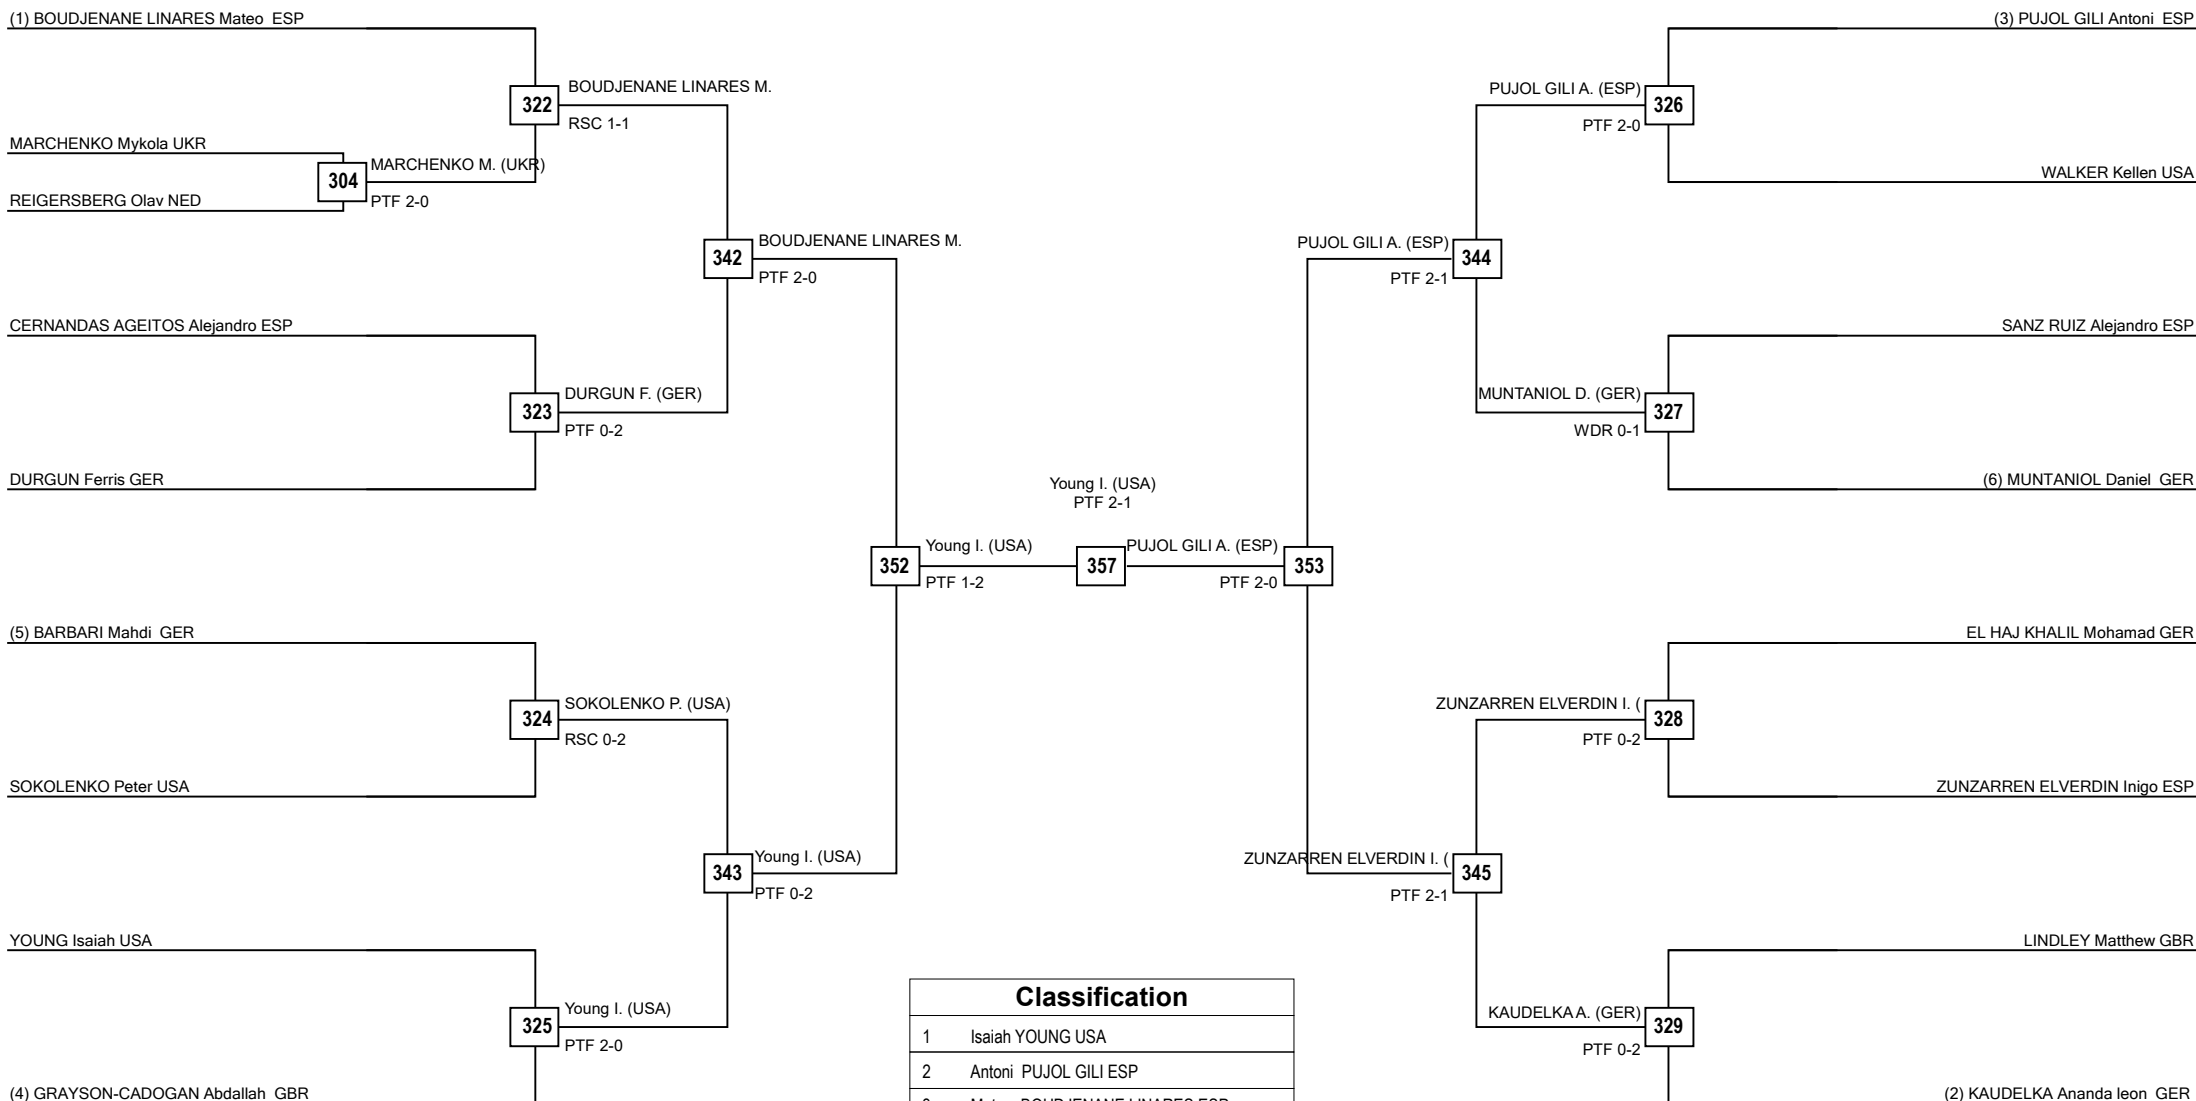 (1) BOUDJENANE LINARES Mateo ESP
(3) PUJOL GILI Antoni ESP
BOUDJENANE LINARES M.
322
RSC 1-1
PUJOL GILI A. (ESP)
326
PTF 2-0
MARCHENKO Mykola UKR
MARCHENKO M. (UKR)
304
PTF 2-0
REIGERSBERG Olav NED
WALKER Kellen USA
BOUDJENANE LINARES M.
342
PTF 2-0
PUJOL GILI A. (ESP)
344
PTF 2-1
CERNANDAS AGEITOS Alejandro ESP
SANZ RUIZ Alejandro ESP
DURGUN F. (GER)
323
PTF 0-2
MUNTANIOL D. (GER)
327
WDR 0-1
DURGUN Ferris GER
(6) MUNTANIOL Daniel GER
Young I. (USA)
PTF 2-1
352
Young I. (USA)
PTF 1-2
357
PUJOL GILI A. (ESP)
353
PTF 2-0
(5) BARBARI Mahdi GER
EL HAJ KHALIL Mohamad GER
SOKOLENKO P. (USA)
324
RSC 0-2
ZUNZARREN ELVERDIN I. (
328
PTF 0-2
SOKOLENKO Peter USA
ZUNZARREN ELVERDIN Inigo ESP
Young I. (USA)
343
PTF 0-2
ZUNZARREN ELVERDIN I. (
345
PTF 2-1
YOUNG Isaiah USA
LINDLEY Matthew GBR
Young I. (USA)
325
PTF 2-0
KAUDELKA A. (GER)
329
PTF 0-2
(4) GRAYSON-CADOGAN Abdallah GBR
(2) KAUDELKA Ananda leon GER
Classification
1 Isaiah YOUNG USA
2 Antoni PUJOL GILI ESP
3 Mateo BOUDJENANE LINARES ESP